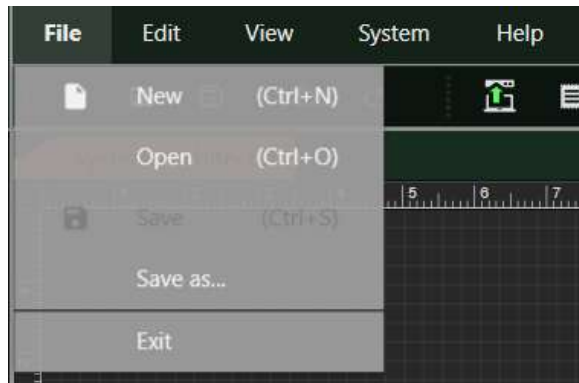 File Edit View System Help
New (Ctrl+N)
Open (Ctrl+O)
5 6 7
Save (Ctrl+S)
Save as...
Exit